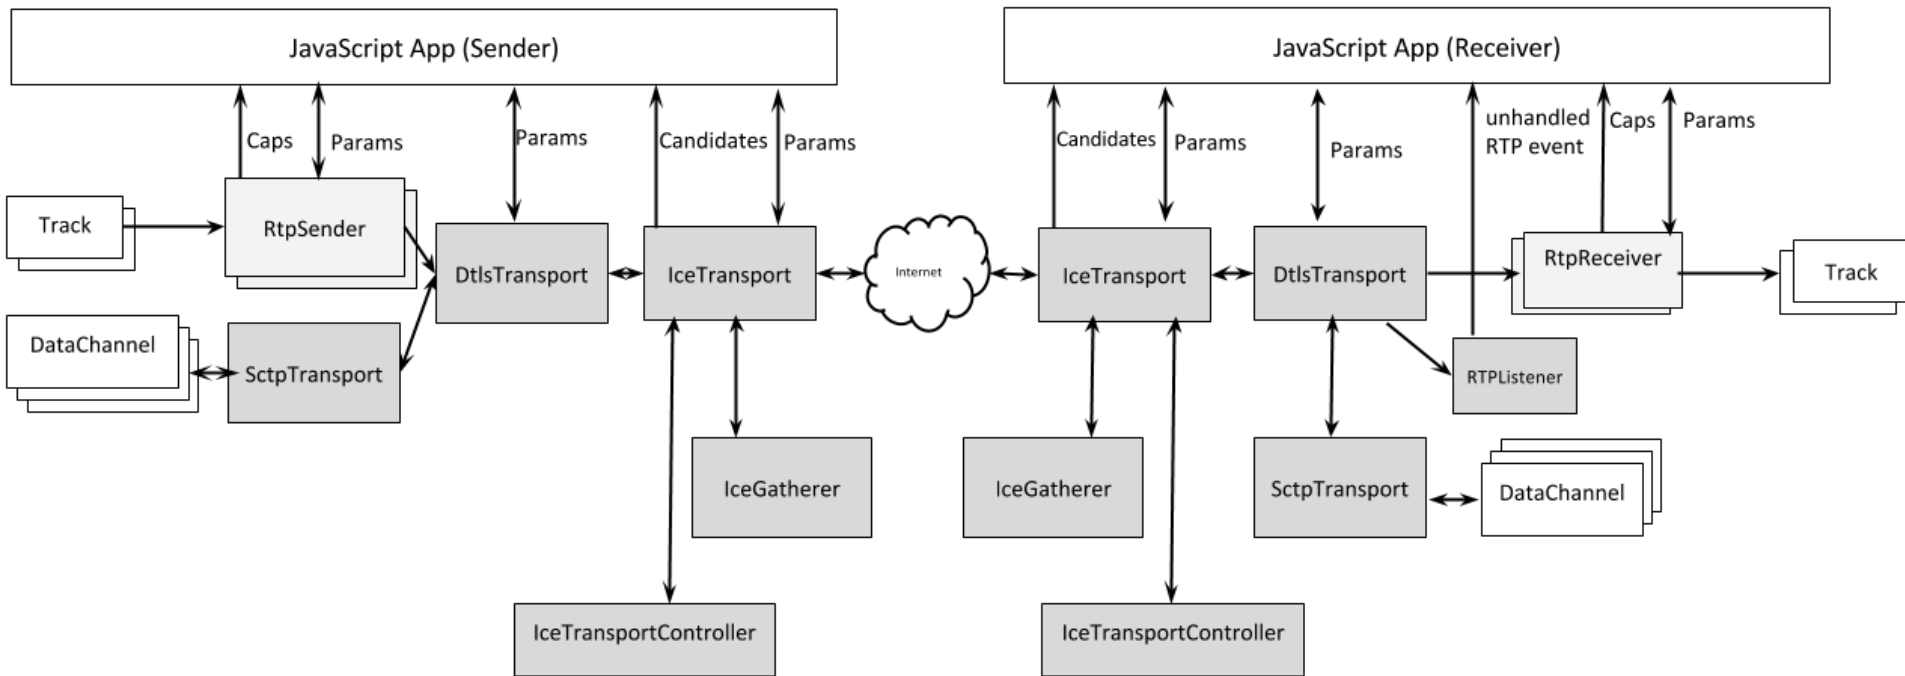 JavaScript App (Sender)
JavaScript App (Receiver)
Caps
Params
Params
Candidates
Params
Candidates
Params
Params
unhandled
RTP event
Caps
Params
Track
RtpSender
DtlsTransport
IceTransport
Internet
IceTransport
DtlsTransport
RtpReceiver
Track
DataChannel
SctpTransport
RTPListener
IceGatherer
IceGatherer
SctpTransport
DataChannel
IceTransportController
IceTransportController